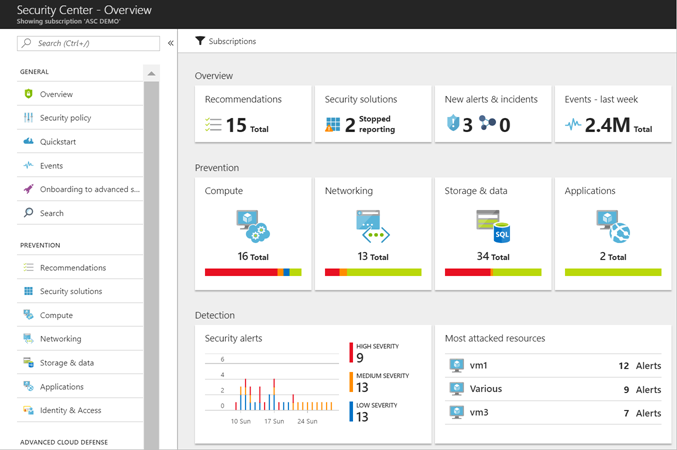 Security Center - Overview
Showing subscription 'ASC DEMO'
Search (Ctrl+/)
«
GENERAL
Overview
Security policy
Quickstart
Events
Onboarding to advanced s...
Search
PREVENTION
Recommendations
Security solutions
Compute
Networking
Storage & data
Applications
Identity & Access
ADVANCED CLOUD DEFENSE
Subscriptions
Overview
Recommendations
15 Total
Security solutions
2 Stopped
reporting
New alerts & incidents
3 0
Events - last week
2.4M Total
Prevention
Compute
16 Total
Networking
13 Total
Storage & data
SQL
34 Total
Applications
2 Total
Detection
Security alerts
6
4
2
0
10 Sun 17 Sun 24 Sun
HIGH SEVERITY
9
MEDIUM SEVERITY
13
LOW SEVERITY
13
Most attacked resources
vm1 12 Alerts
Various 9 Alerts
vm3 7 Alerts